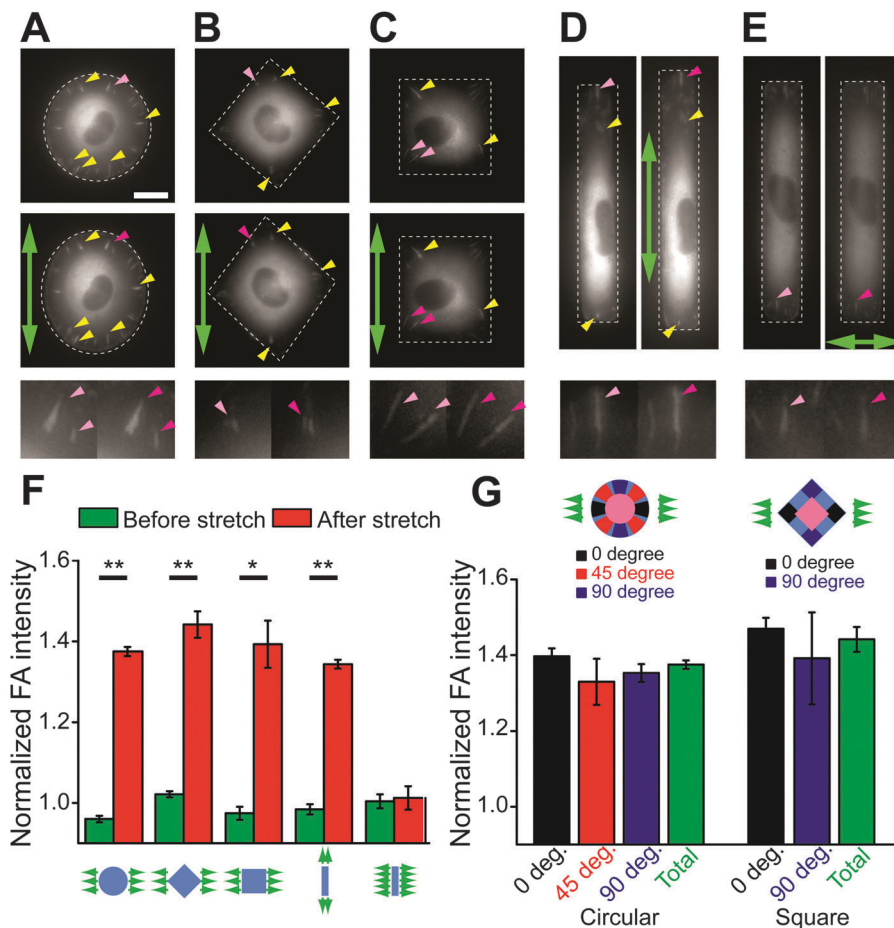 A B C D E
F
Before stretch After stretch
Normalized FA intensity
1.6
1.4
1.2
1.0
** ** * **
G
0 degree
45 degree
90 degree
0 degree
90 degree
Normalized FA intensity
1.6
1.4
1.2
1.0
0 deg. 45 deg. 90 deg. Total 0 deg. 90 deg. Total
Circular Square